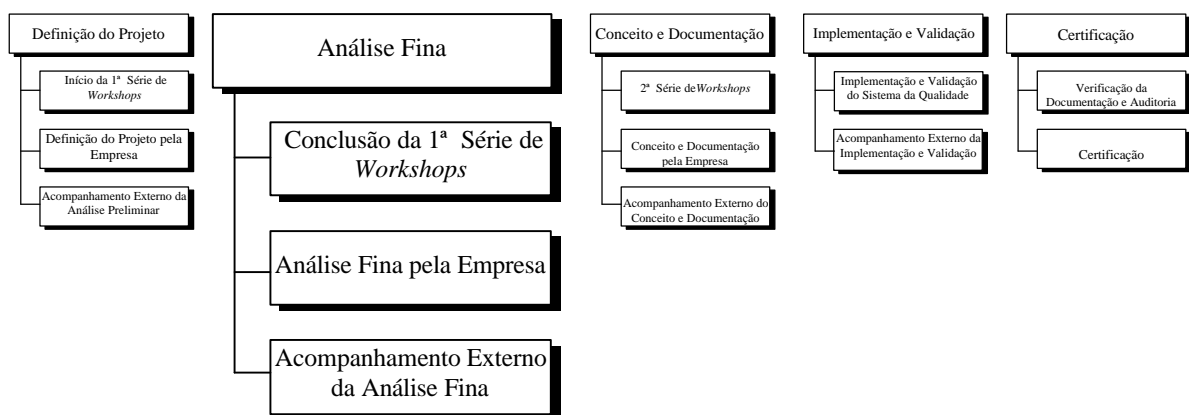 Definição do Projeto
Início da 1ª Série de
Workshops
Definição do Projeto pela
Empresa
Acompanhamento Externo da
Análise Preliminar
Análise Fina
Conclusão da 1ª Série de
Workshops
Análise Fina pela Empresa
Acompanhamento Externo
da Análise Fina
Conceito e Documentação
2ª Série de Workshops
Conceito e Documentação
pela Empresa
Acompanhamento Externo do
Conceito e Documentação
Implementação e Validação
Implementação e Validação
do Sistema da Qualidade
Acompanhamento Externo da
Implementação e Validação
Certificação
Verificação da
Documentação e Auditoria
Certificação